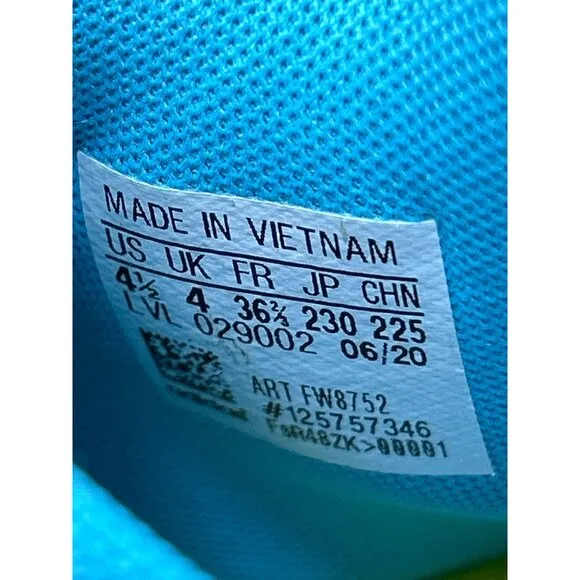 MADE IN VIETNAM
US UK FR JP CHN
4½ 4 36⅔ 230 225
LVL 029002 06/20
ART FW8752
#125757346
F9R48ZK>00001